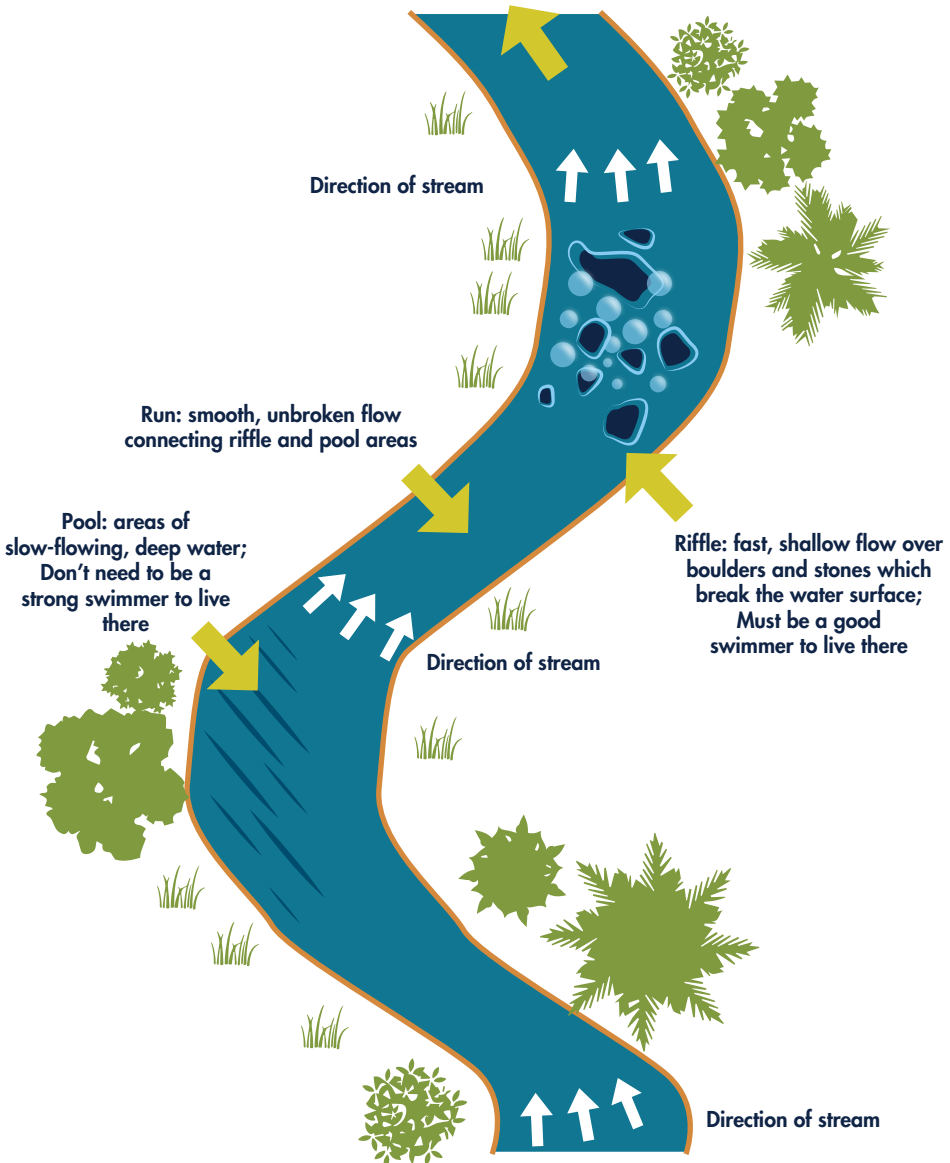 Direction of stream
Run: smooth, unbroken flow
connecting riffle and pool areas
Pool: areas of
slow-flowing, deep water;
Don’t need to be a
strong swimmer to live
there
Riffle: fast, shallow flow over
boulders and stones which
break the water surface;
Must be a good
swimmer to live there
Direction of stream
Direction of stream